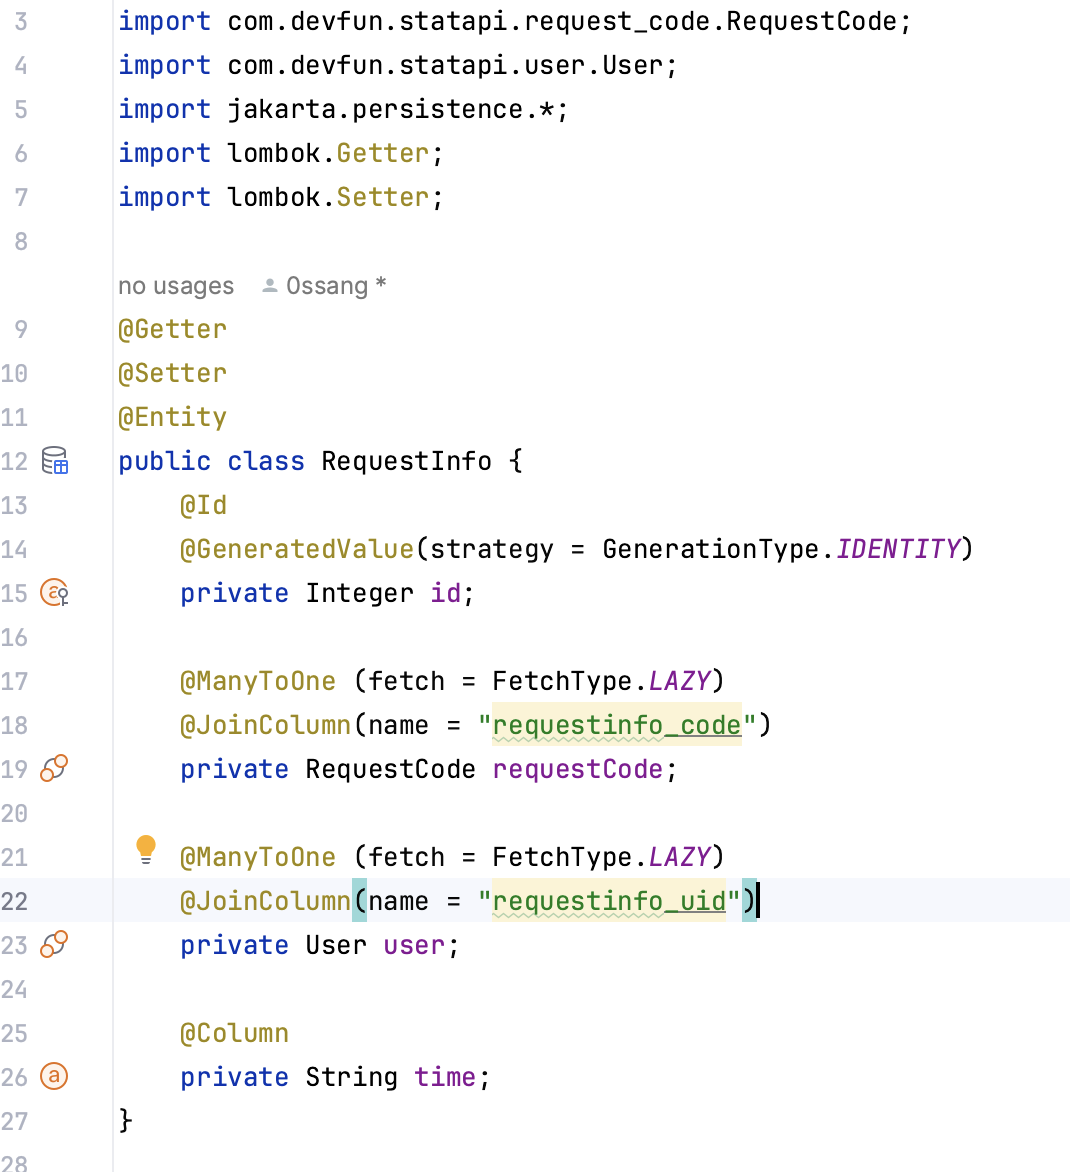 3 import com.devfun.statapi.request_code.RequestCode;
4 import com.devfun.statapi.user.User;
5 import jakarta.persistence.*;
6 import lombok.Getter;
7 import lombok.Setter;
8
no usages 0ssang *
9 @Getter
10 @Setter
11 @Entity
12 public class RequestInfo {
13     @Id
14     @GeneratedValue(strategy = GenerationType.IDENTITY)
15     private Integer id;
16
17     @ManyToOne (fetch = FetchType.LAZY)
18     @JoinColumn(name = "requestinfo_code")
19     private RequestCode requestCode;
20
21     @ManyToOne (fetch = FetchType.LAZY)
22     @JoinColumn(name = "requestinfo_uid")
23     private User user;
24
25     @Column
26     private String time;
27 }
28